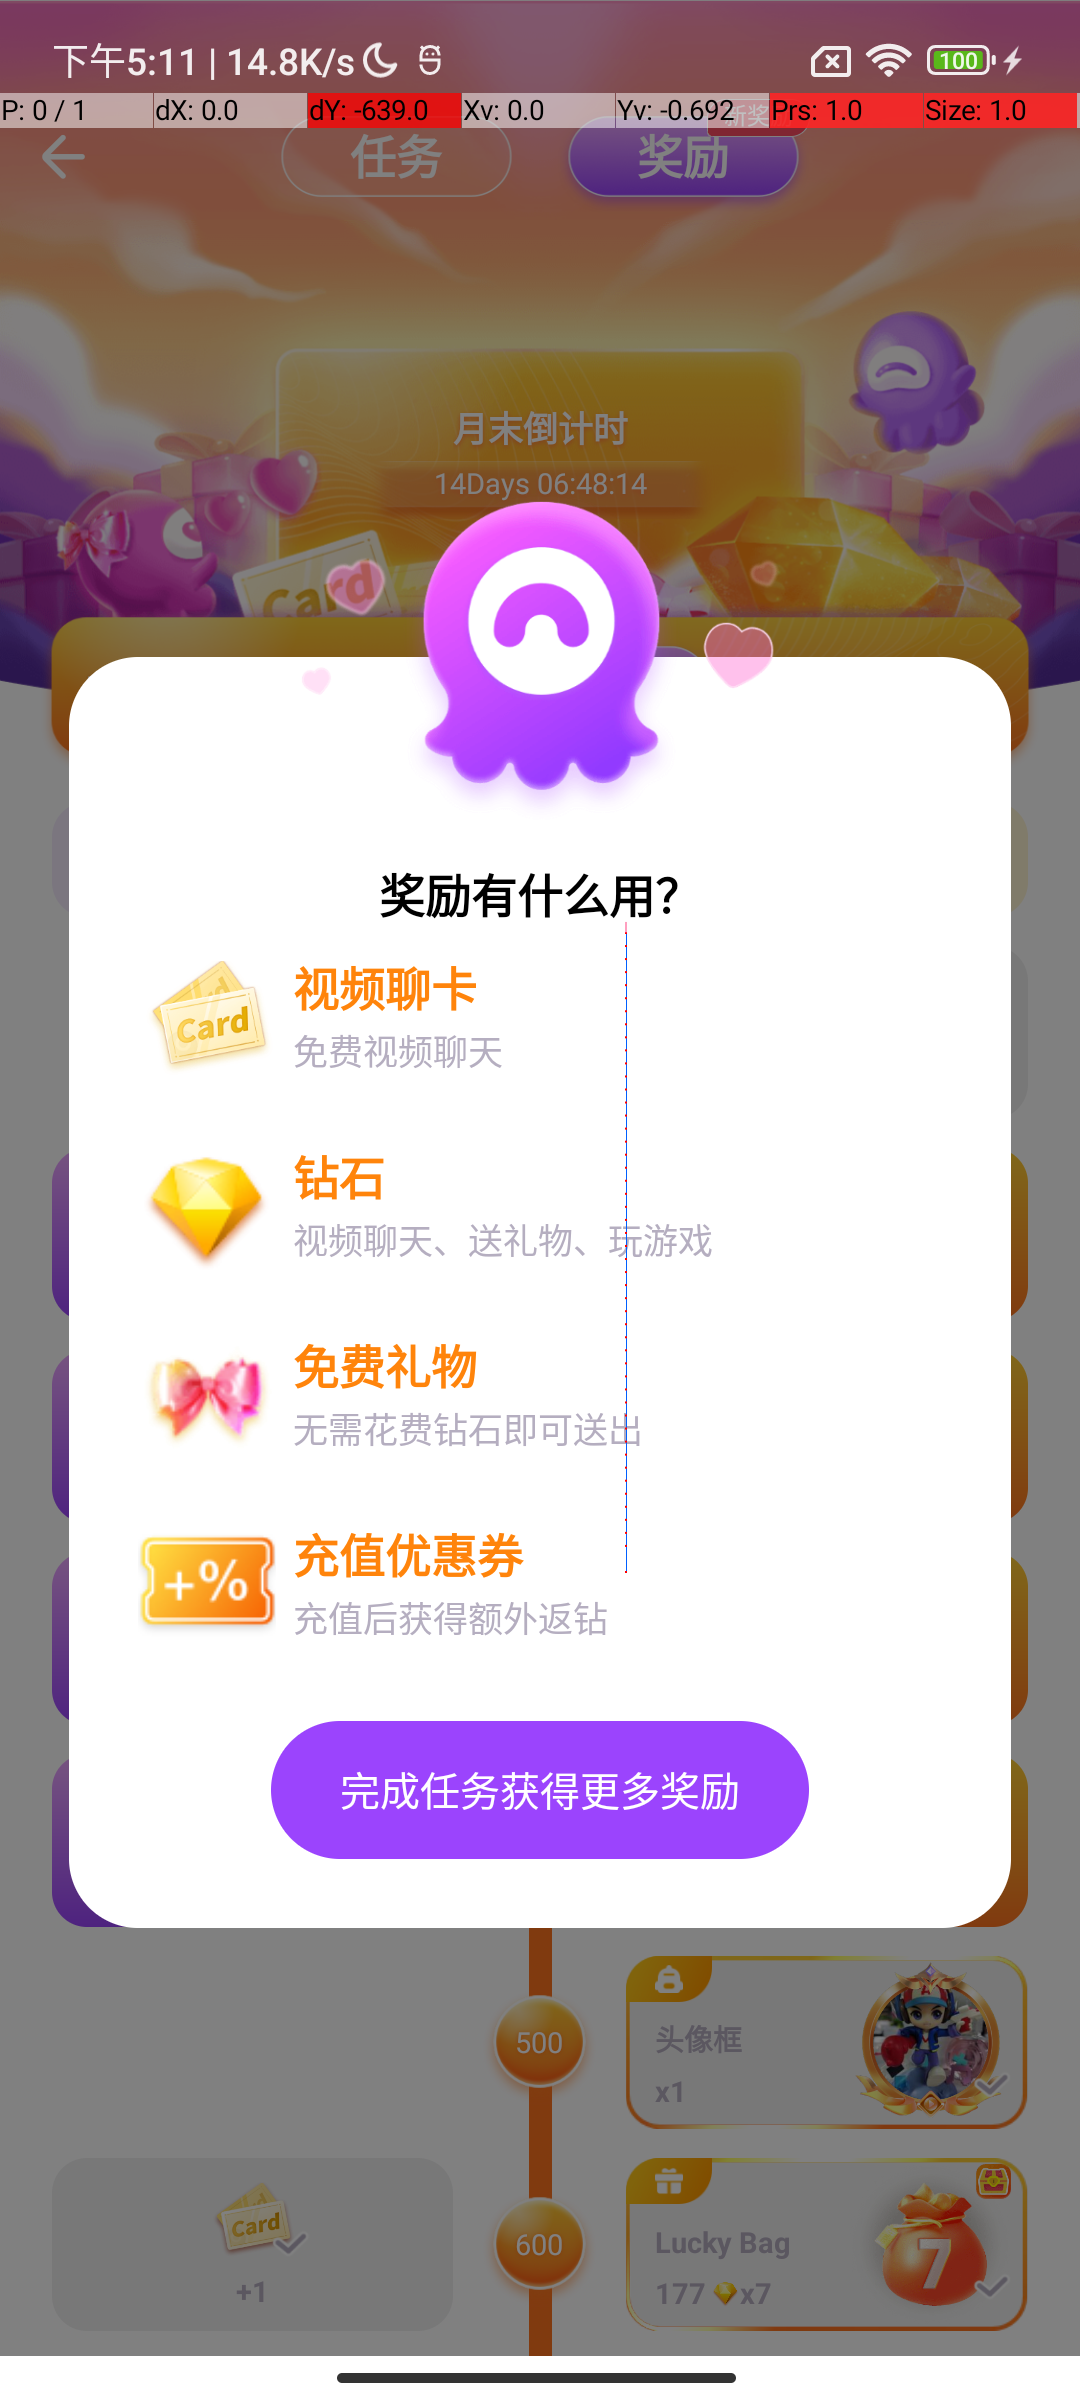 下午5:11 | 14.8K/s
100
P: 0 / 1
dX: 0.0
dY: -639.0
Xv: 0.0
Yv: -0.692
Prs: 1.0
Size: 1.0
任务
奖励
新奖
月末倒计时
14Days 06:48:14
Card
奖励有什么用?
Card
视频聊卡
免费视频聊天
钻石
视频聊天、送礼物、玩游戏
免费礼物
无需花费钻石即可送出
+%
充值优惠券
充值后获得额外返钻
完成任务获得更多奖励
500
头像框
x1
Card
+1
600
Lucky Bag
177 x7
7